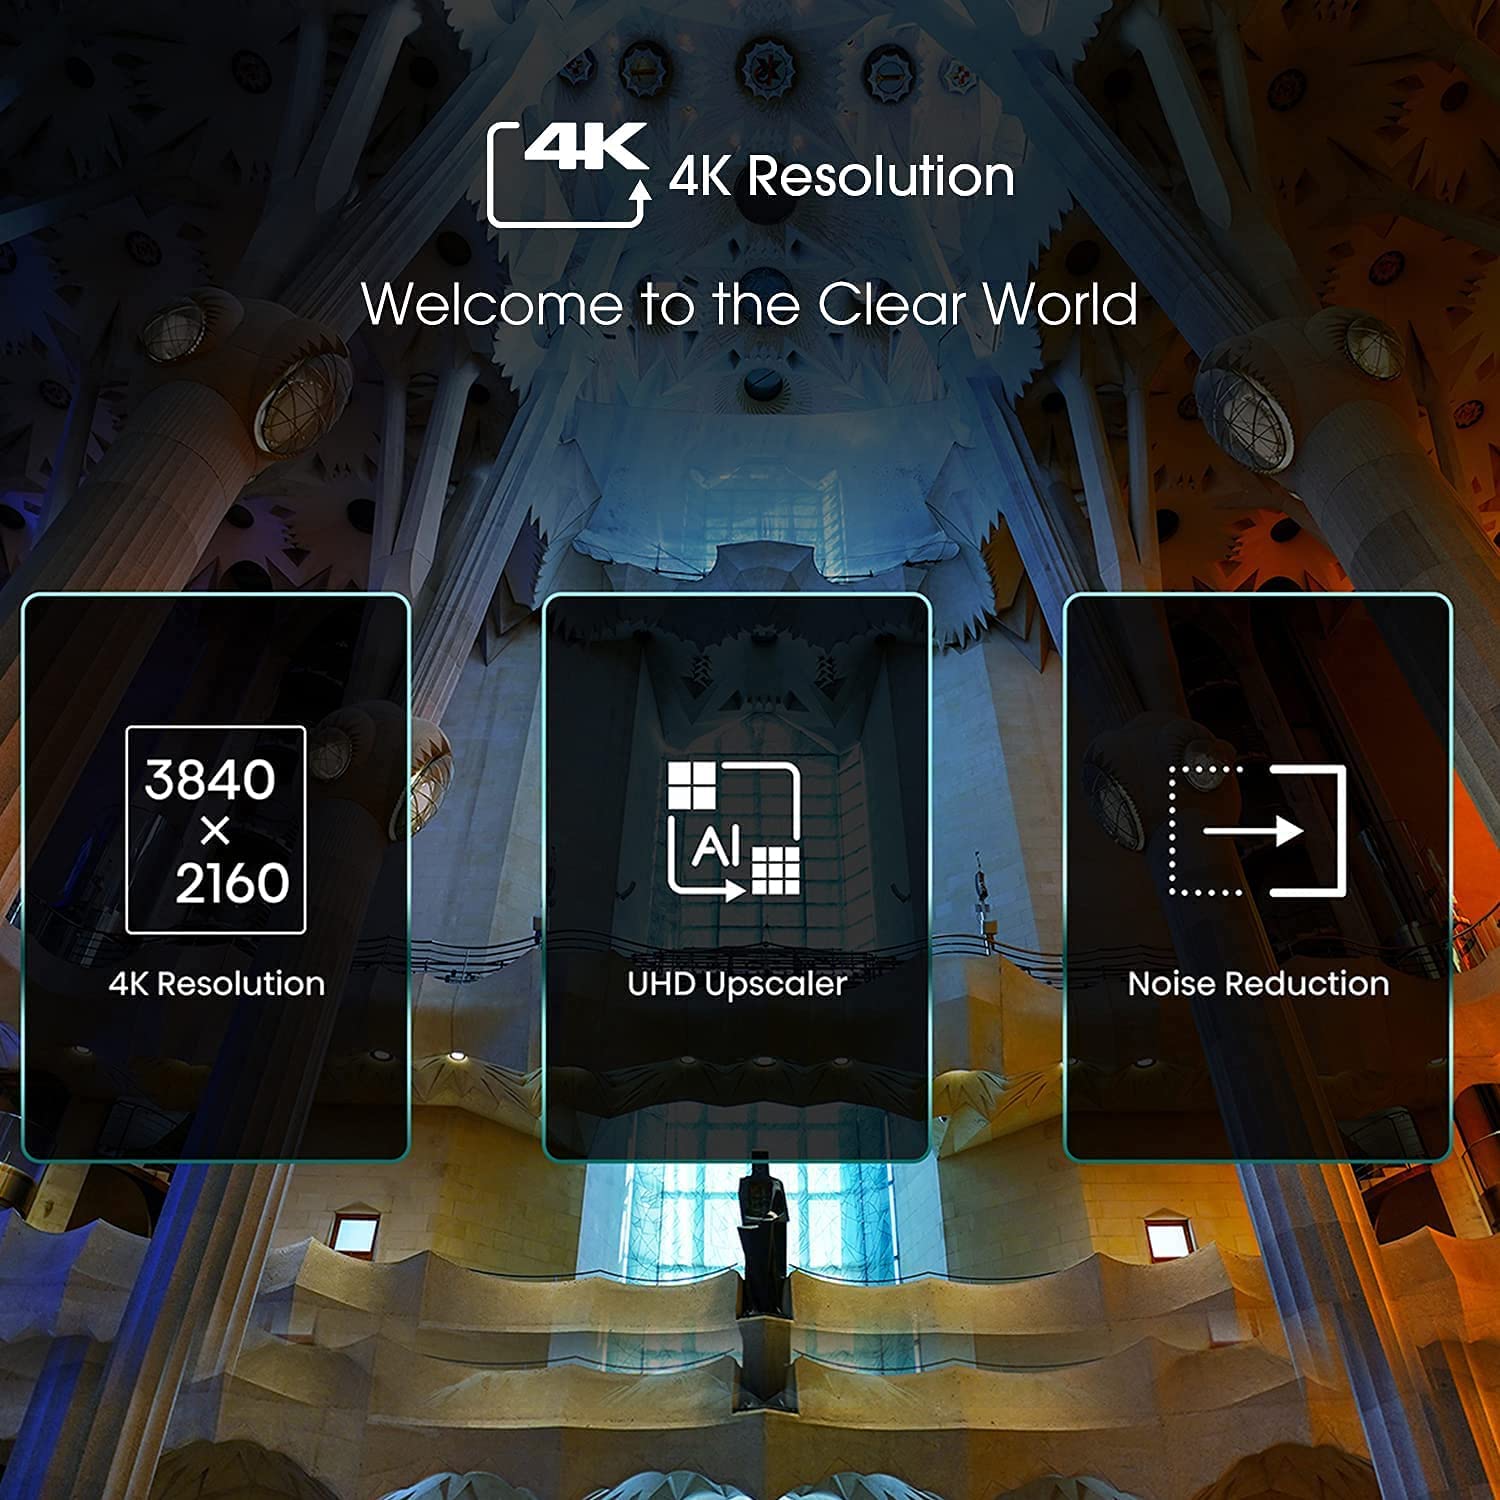 4K
4K Resolution
Welcome to the Clear World
3840
×
2160
4K Resolution
AI
UHD Upscaler
Noise Reduction